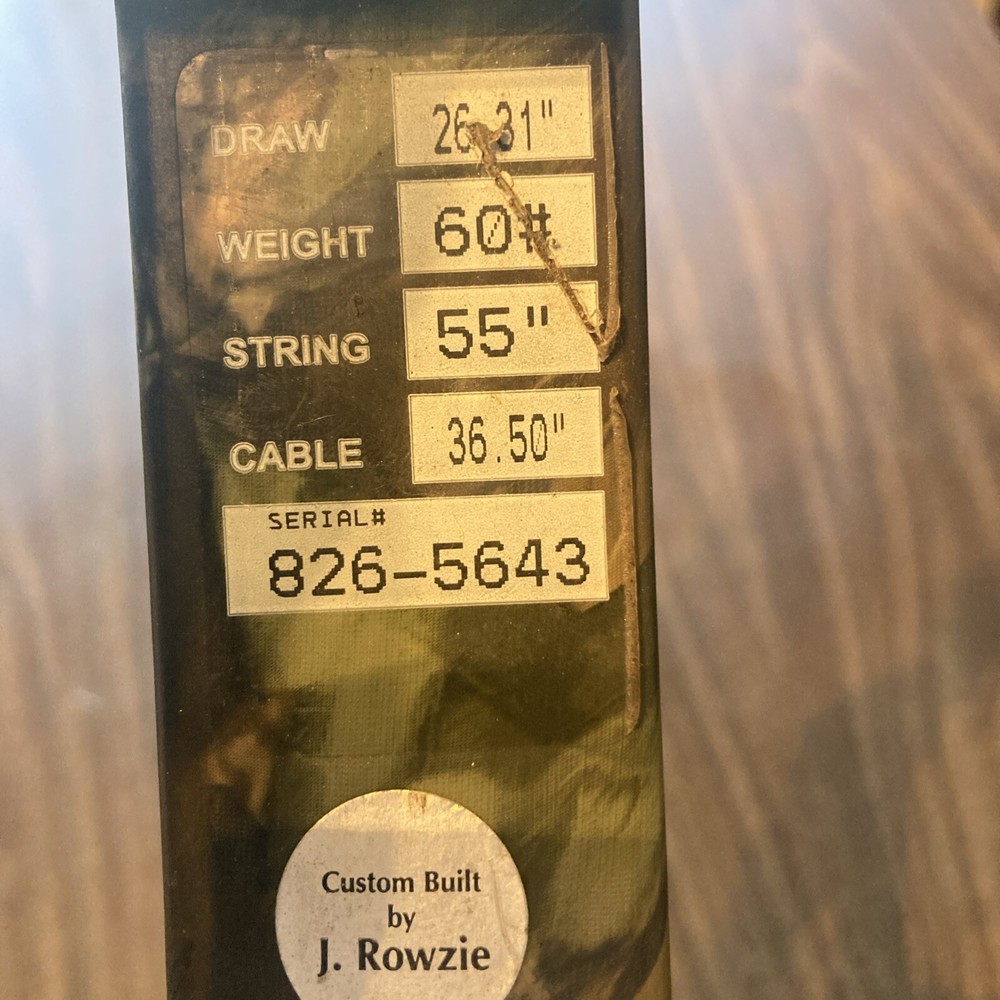 DRAW 26-31"
WEIGHT 60#
STRING 55"
CABLE 36.50"
SERIAL#
826-5643
Custom Built
by
J. Rowzie